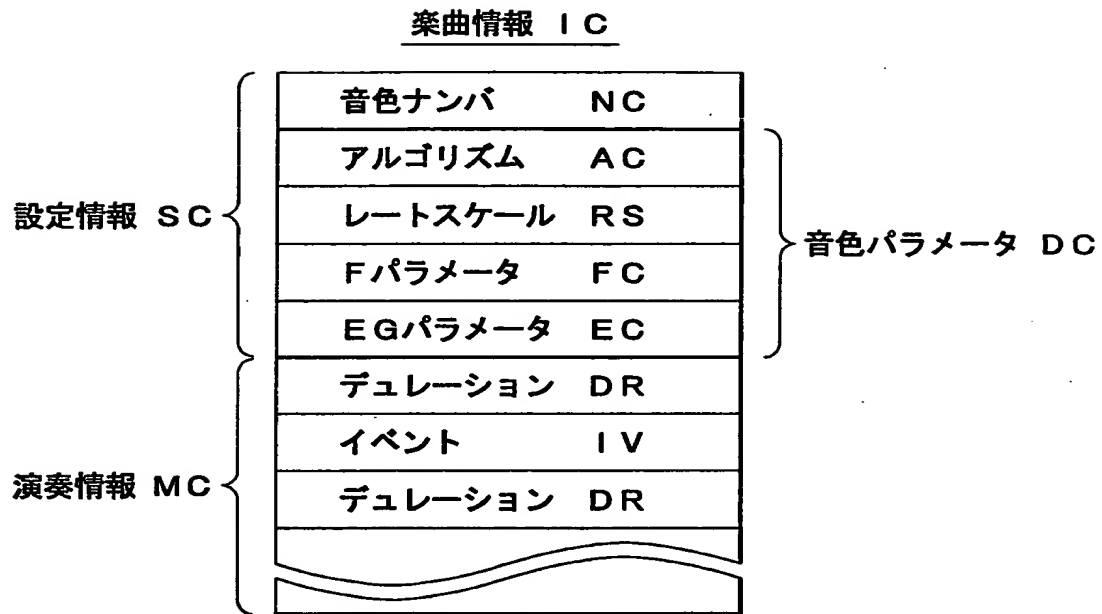 楽曲情報 IC
音色ナンバ NC
アルゴリズム AC
レートスケール RS
Fパラメータ FC
EGパラメータ EC
デュレーション DR
イベント IV
デュレーション DR
設定情報 SC
演奏情報 MC
音色パラメータ DC